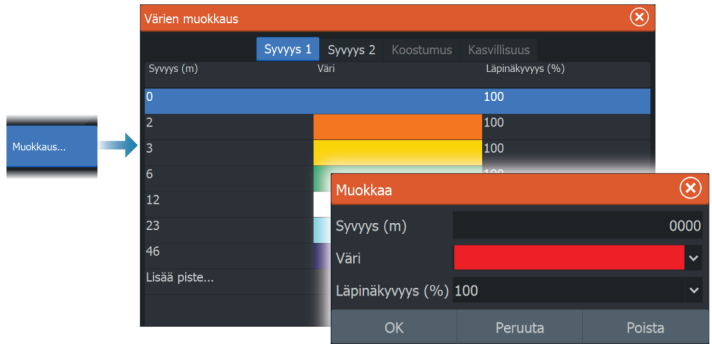 Värien muokkaus
Syvyys 1 Syvyys 2 Koostumus Kasvillisuus
Syvyys (m) Väri Läpinäkyvyys (%)
0 100
2 100
3 100
6 100
12
23
46
Lisää piste...
Muokkaus...
Muokkaa
Syvyys (m) 0000
Väri
Läpinäkyvyys (%) 100
OK Peruuta Poista